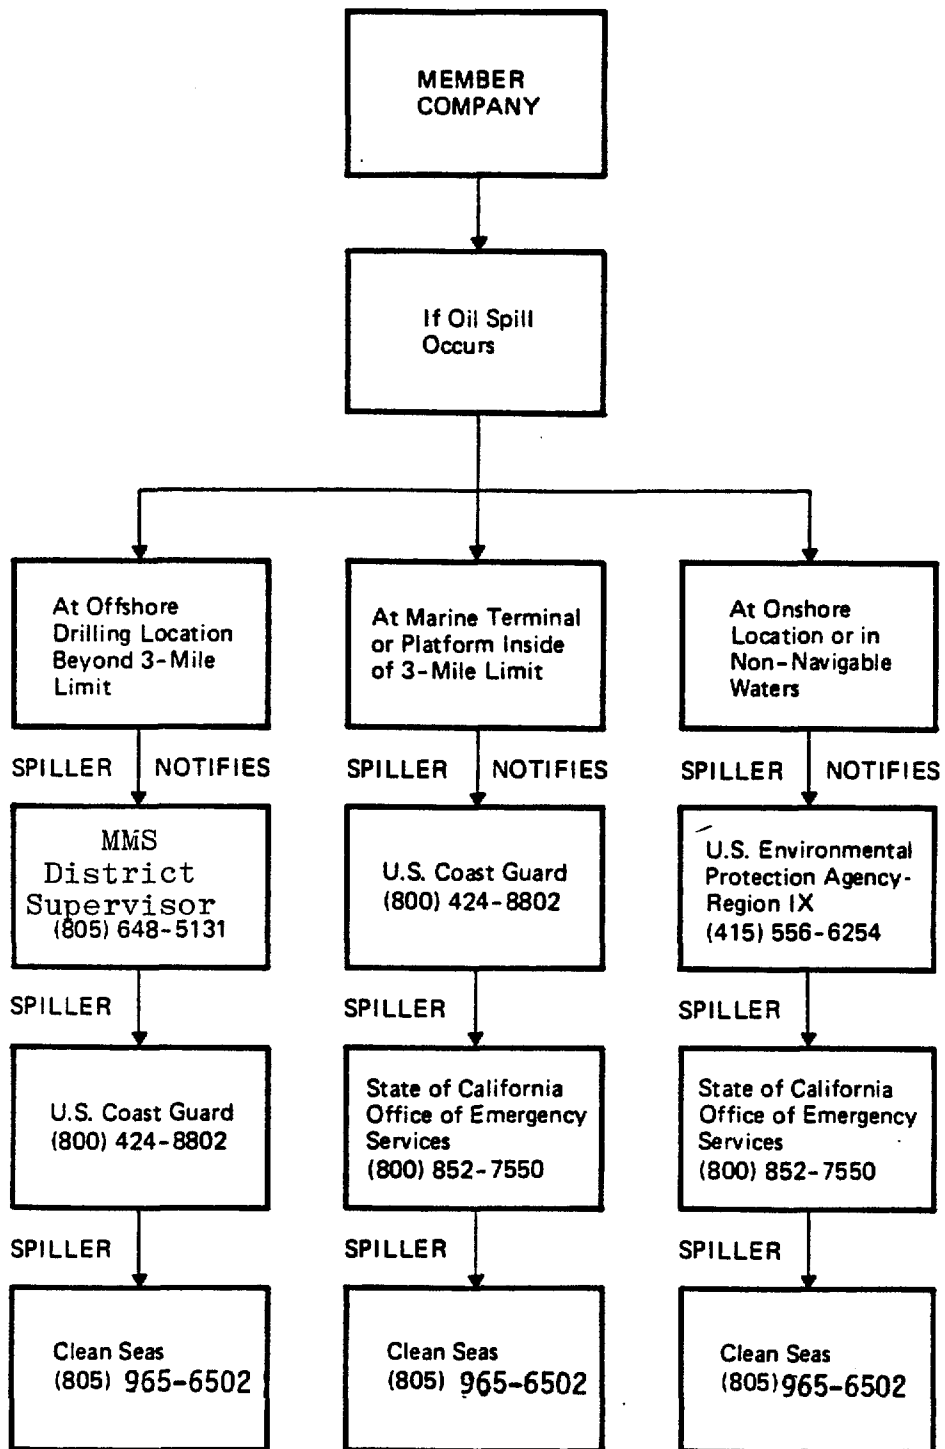 MEMBER
COMPANY
If Oil Spill
Occurs
At Offshore
Drilling Location
Beyond 3-Mile
Limit
At Marine Terminal
or Platform Inside
of 3-Mile Limit
At Onshore
Location or in
Non-Navigable
Waters
SPILLER NOTIFIES
SPILLER NOTIFIES
SPILLER NOTIFIES
MMS
District
Supervisor
(805) 648-5131
U.S. Coast Guard
(800) 424-8802
U.S. Environmental
Protection Agency-
Region IX
(415) 556-6254
SPILLER
SPILLER
SPILLER
U.S. Coast Guard
(800) 424-8802
State of California
Office of Emergency
Services
(800) 852-7550
State of California
Office of Emergency
Services
(800) 852-7550
SPILLER
SPILLER
SPILLER
Clean Seas
(805) 965-6502
Clean Seas
(805) 965-6502
Clean Seas
(805) 965-6502